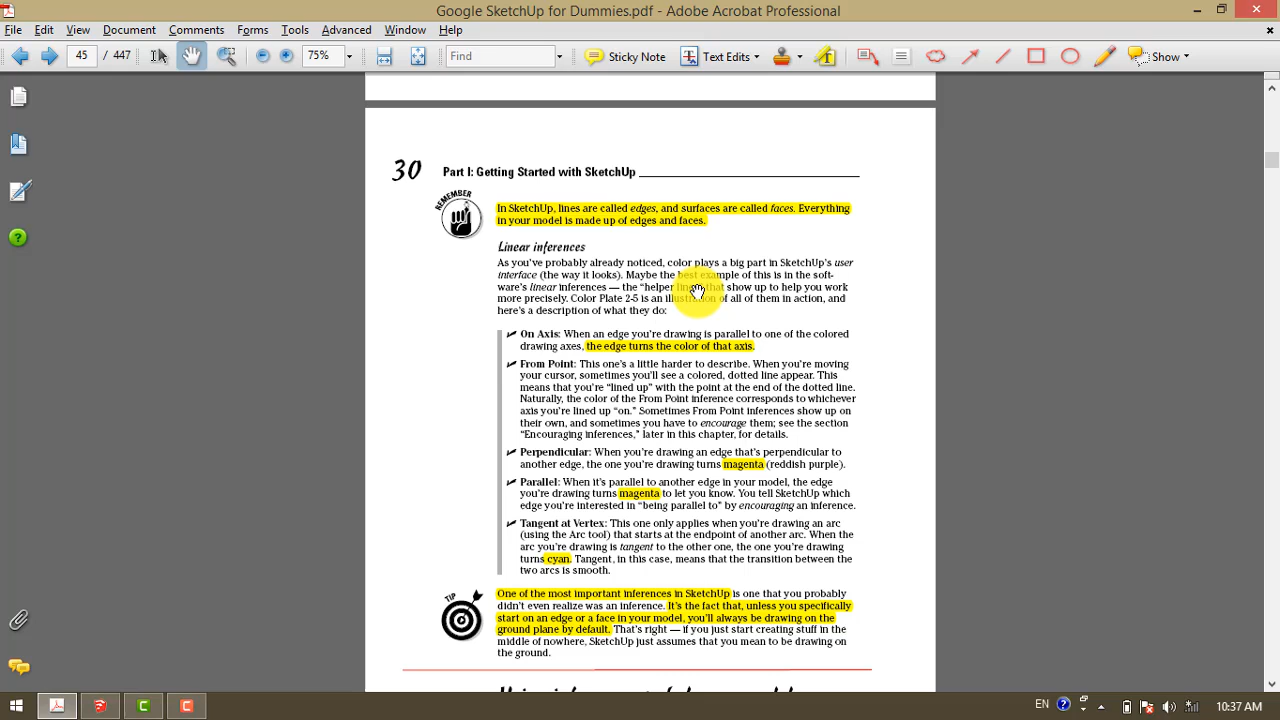 Google SketchUp (SketchUp).pdf - Adobe Acrobat Professional
File Edit View Document Comments Forms Tools Advanced Window Help
45 / 447 75% Find Sticky Note Text Edits Show
30 Part I: Getting Started with SketchUp
REMEMBER
In SketchUp, lines are called edges, and surfaces are called faces. Everything
in your model is made up of edges and faces.
Linear inferences
As you've probably already noticed, color plays a big part in SketchUp's user
interface (the way it looks). Maybe the best example of this is in the soft-
ware's linear inferences — the "helper lines" that show up to help you work
more precisely. Color Plate 2-5 is an illustration of all of them in action, and
here's a description of what they do:
On Axis: When an edge you're drawing is parallel to one of the colored
drawing axes, the edge turns the color of that axis.
From Point: This one's a little harder to describe. When you're moving
your cursor, sometimes you'll see a colored, dotted line appear. This
means that you're "lined up" with the point at the end of the dotted line.
Naturally, the color of the From Point inference corresponds to whichever
axis you're lined up "on." Sometimes From Point inferences show up on
their own, and sometimes you have to encourage them; see the section
"Encouraging inferences," later in this chapter, for details.
Perpendicular: When you're drawing an edge that's perpendicular to
another edge, the one you're drawing turns magenta (reddish purple).
Parallel: When it's parallel to another edge in your model, the edge
you're drawing turns magenta to let you know. You tell SketchUp which
edge you're interested in "being parallel to" by encouraging an inference.
Tangent at Vertex: This one only applies when you're drawing an arc
(using the Arc tool) that starts at the endpoint of another arc. When the
arc you're drawing is tangent to the other one, the one you're drawing
turns cyan. Tangent, in this case, means that the transition between the
two arcs is smooth.
TIP
One of the most important inferences in SketchUp is one that you probably
didn't even realize was an inference. It's the fact that, unless you specifically
start on an edge or a face in your model, you'll always be drawing on the
ground plane by default. That's right — if you just start creating stuff in the
middle of nowhere, SketchUp just assumes that you mean to be drawing on
the ground.
EN 10:37 AM